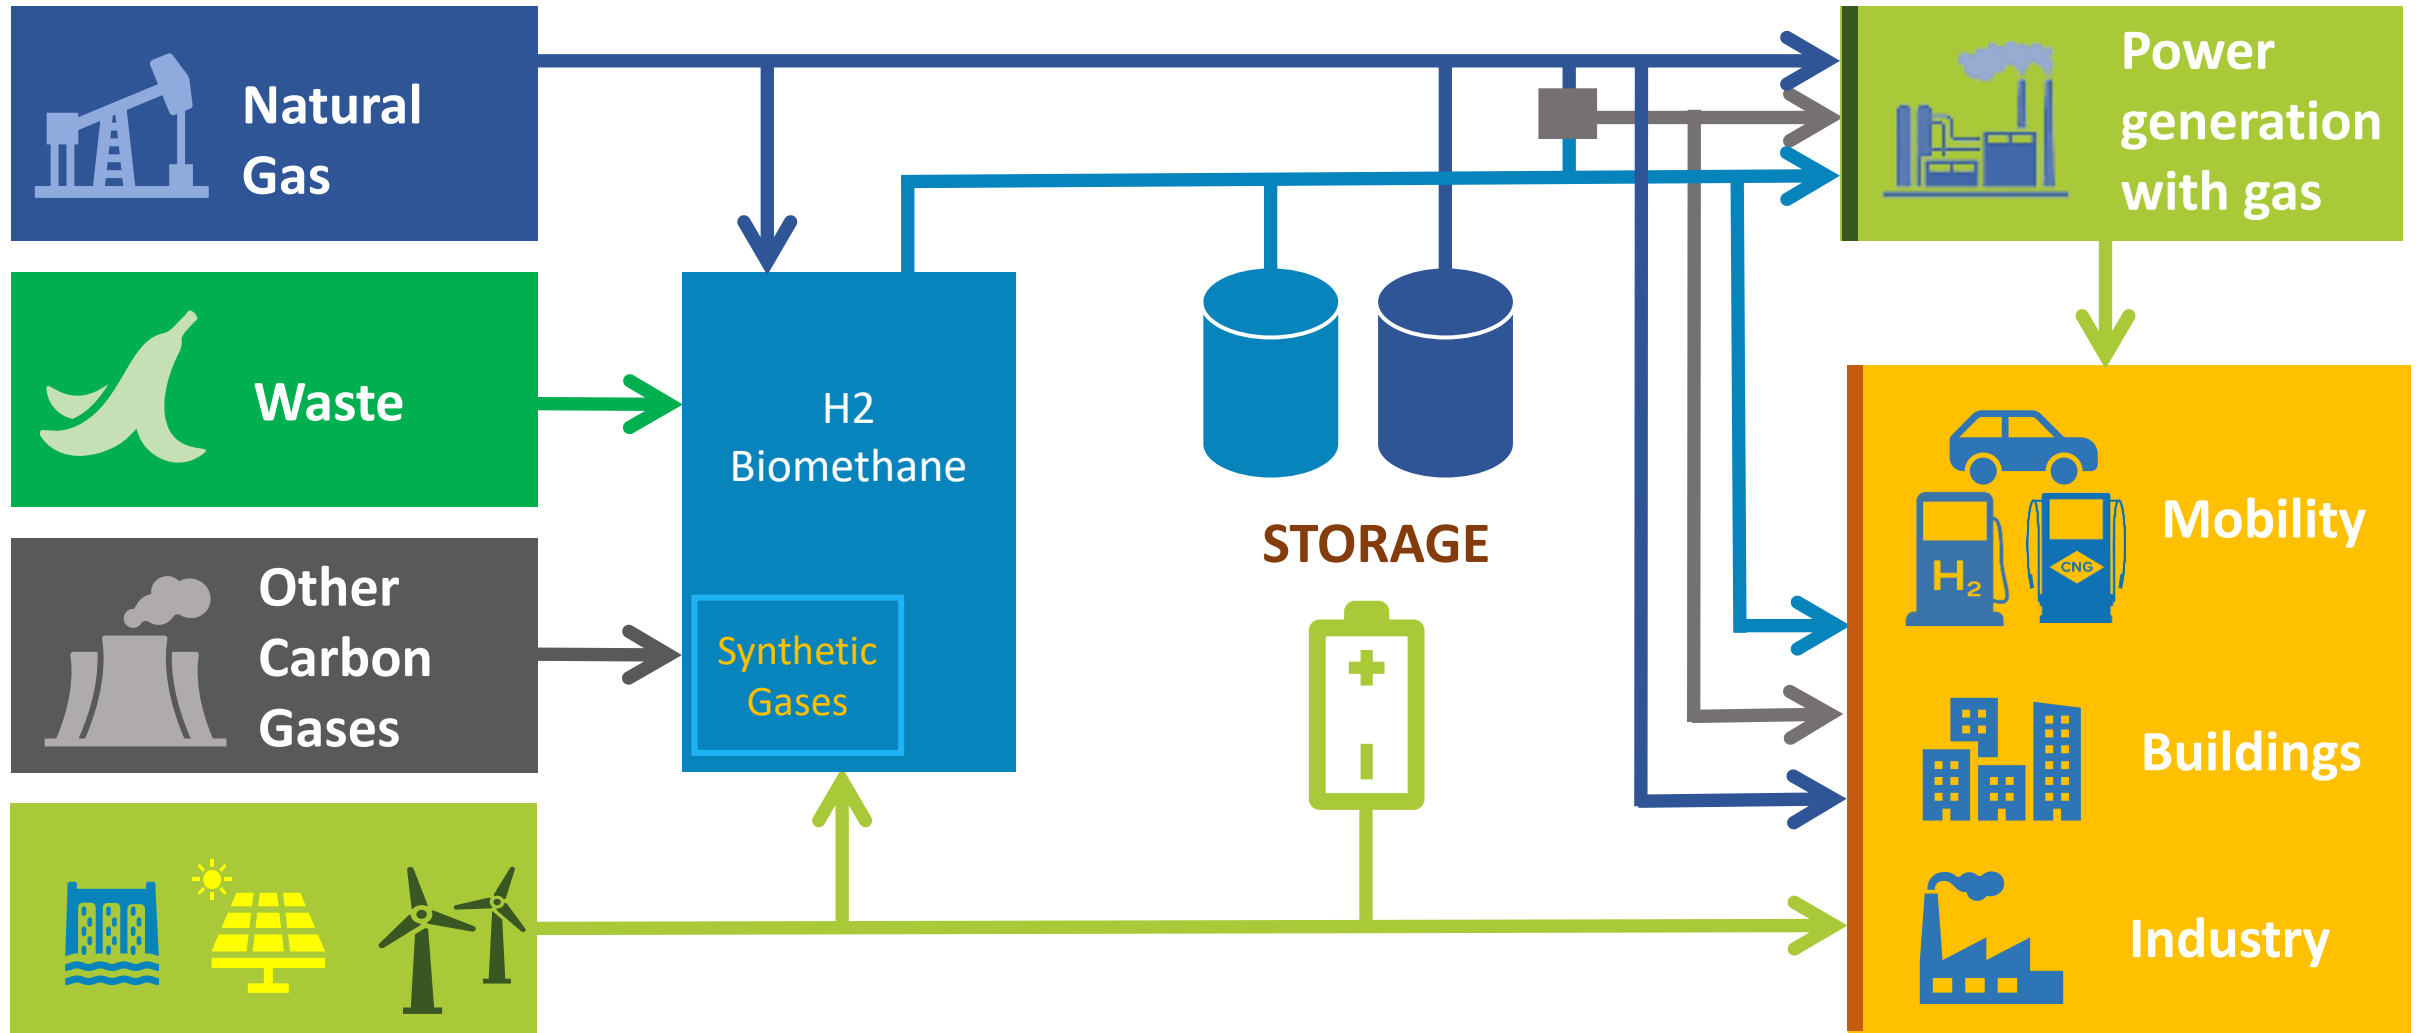 Natural
Gas
Waste
Other
Carbon
Gases
H2
Biomethane
Synthetic
Gases
STORAGE
Power
generation
with gas
H2
CNG
Mobility
Buildings
Industry